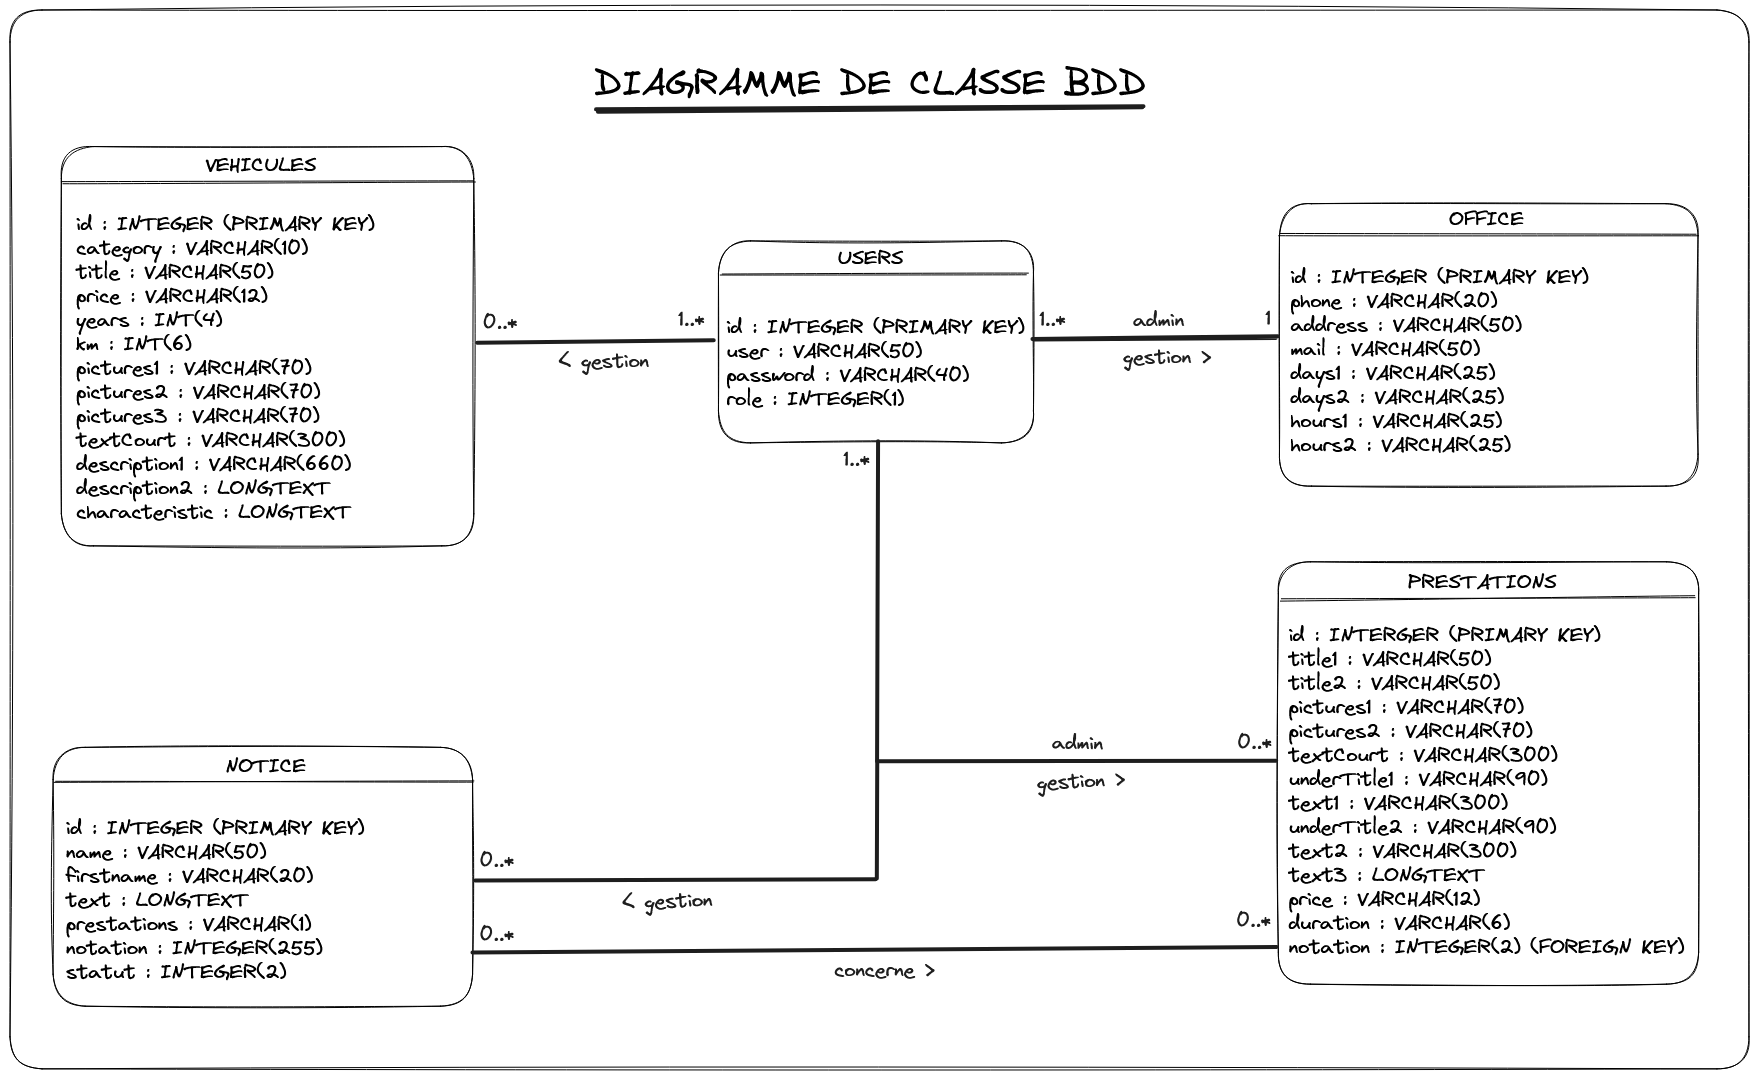 DIAGRAMME DE CLASSE BDD
VEHICULES
id : INTEGER (PRIMARY KEY)
category : VARCHAR(10)
title : VARCHAR(50)
price : VARCHAR(12)
years : INT(4)
km : INT(6)
pictures1 : VARCHAR(70)
pictures2 : VARCHAR(70)
pictures3 : VARCHAR(70)
textCourt : VARCHAR(300)
description1 : VARCHAR(660)
description2 : LONGTEXT
characteristic : LONGTEXT
0..*
1..*
< gestion
USERS
id : INTEGER (PRIMARY KEY)
user : VARCHAR(50)
password : VARCHAR(40)
role : INTEGER(1)
1..*
admin
1
gestion >
OFFICE
id : INTEGER (PRIMARY KEY)
phone : VARCHAR(20)
address : VARCHAR(50)
mail : VARCHAR(50)
days1 : VARCHAR(25)
days2 : VARCHAR(25)
hours1 : VARCHAR(25)
hours2 : VARCHAR(25)
1..*
admin
0..*
gestion >
PRESTATIONS
id : INTERGER (PRIMARY KEY)
title1 : VARCHAR(50)
title2 : VARCHAR(50)
pictures1 : VARCHAR(70)
pictures2 : VARCHAR(70)
textCourt : VARCHAR(300)
underTitle1 : VARCHAR(90)
text1 : VARCHAR(300)
underTitle2 : VARCHAR(90)
text2 : VARCHAR(300)
text3 : LONGTEXT
price : VARCHAR(12)
duration : VARCHAR(6)
notation : INTEGER(2) (FOREIGN KEY)
NOTICE
id : INTEGER (PRIMARY KEY)
name : VARCHAR(50)
firstname : VARCHAR(20)
text : LONGTEXT
prestations : VARCHAR(1)
notation : INTEGER(255)
statut : INTEGER(2)
0..*
< gestion
0..*
0..*
concerne >